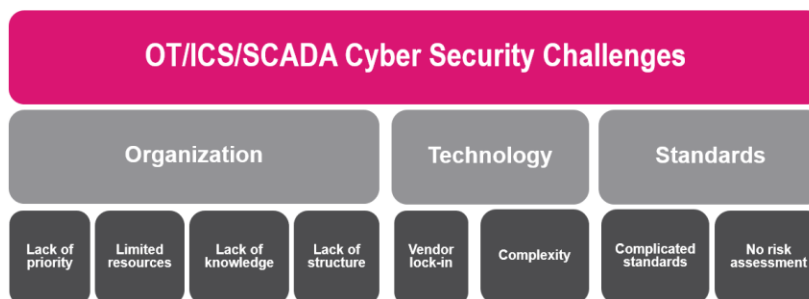 OT/ICS/SCADA Cyber Security Challenges
Organization
Technology
Standards
Lack of
priority
Limited
resources
Lack of
knowledge
Lack of
structure
Vendor
lock-in
Complexity
Complicated
standards
No risk
assessment